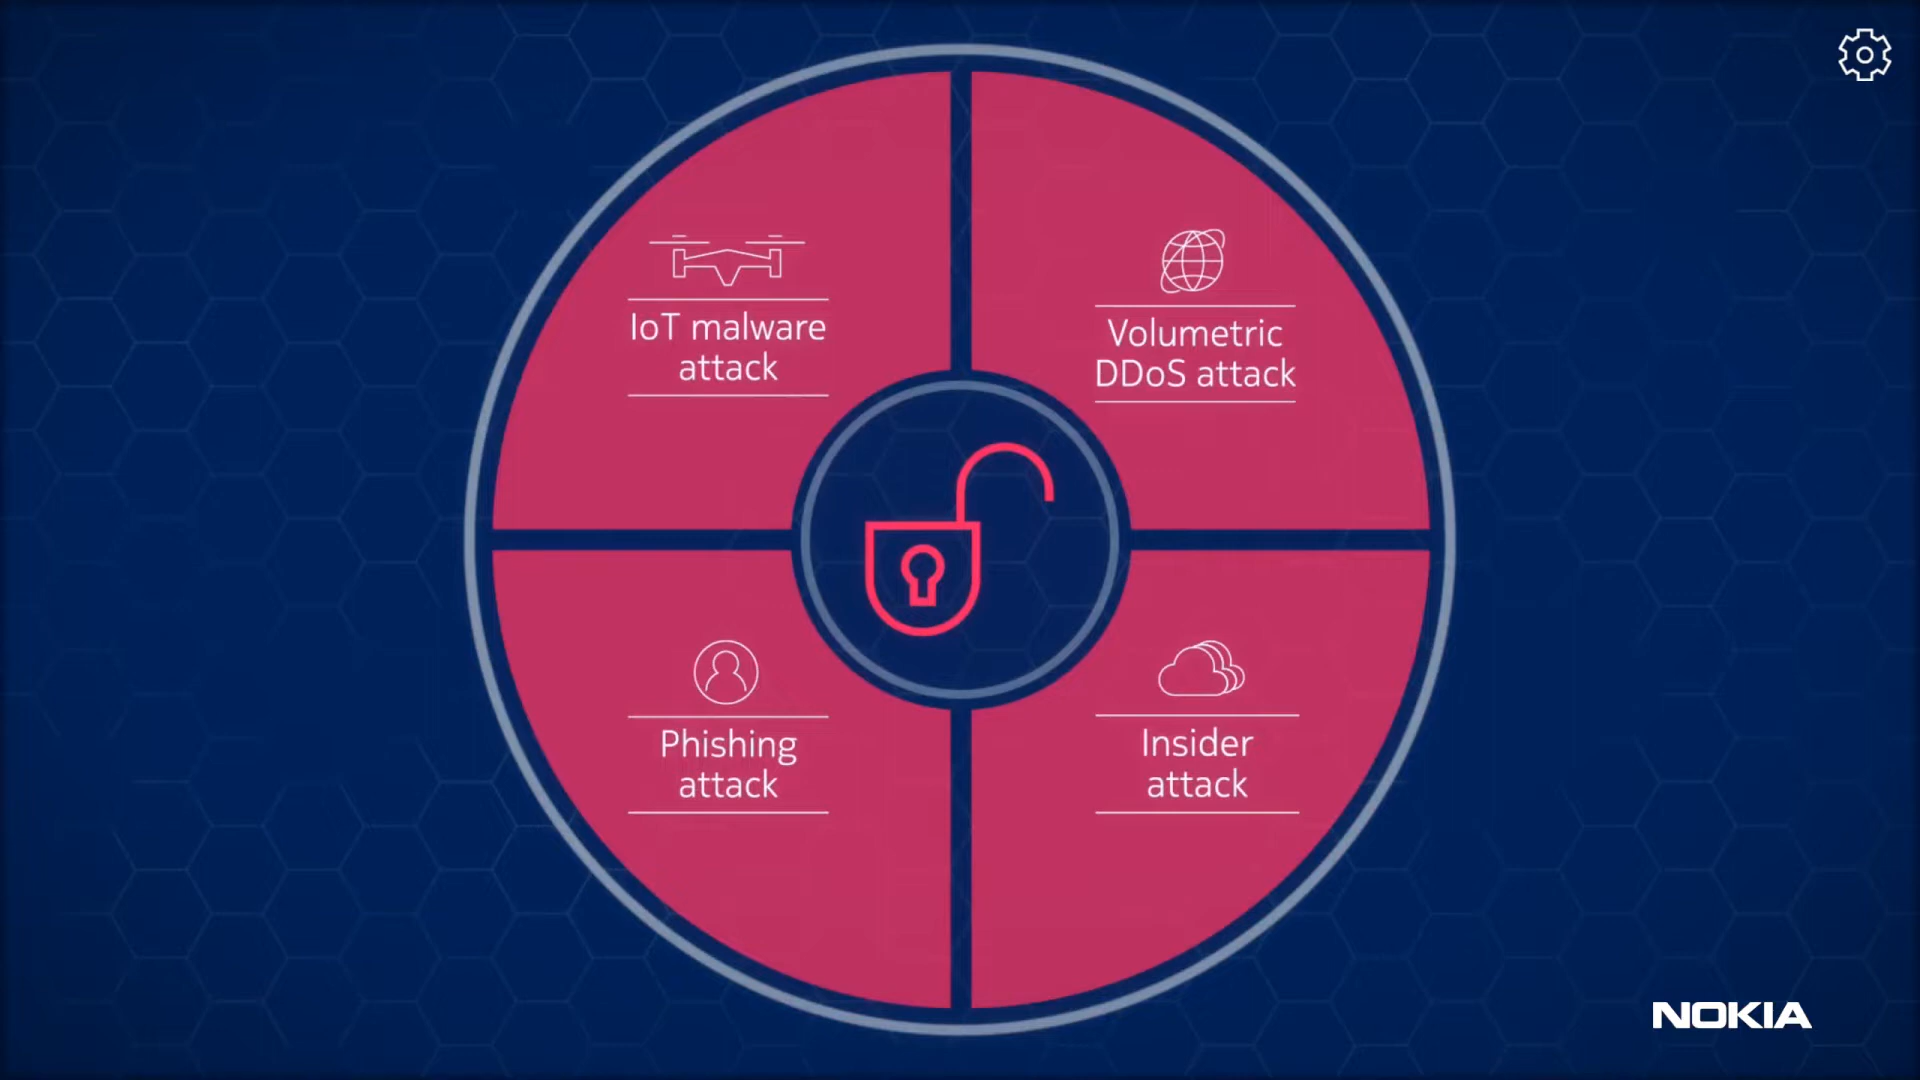 IoT malware
attack
Volumetric
DDoS attack
Phishing
attack
Insider
attack
NOKIA